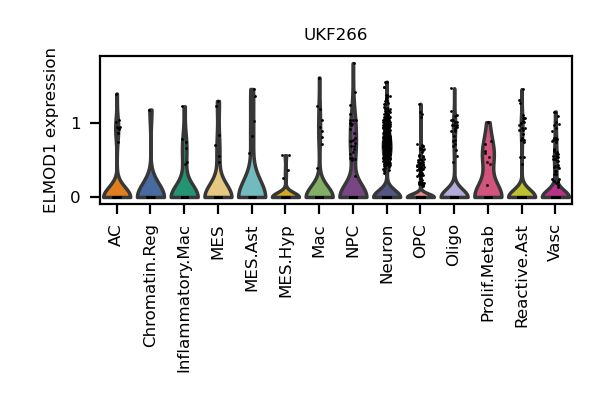 UKF266
ELMOD1 expression
1
0
AC
Chromatin.Reg
Inflammatory.Mac
MES
MES.Ast
MES.Hyp
Mac
NPC
Neuron
OPC
Oligo
Prolif.Metab
Reactive.Ast
Vasc